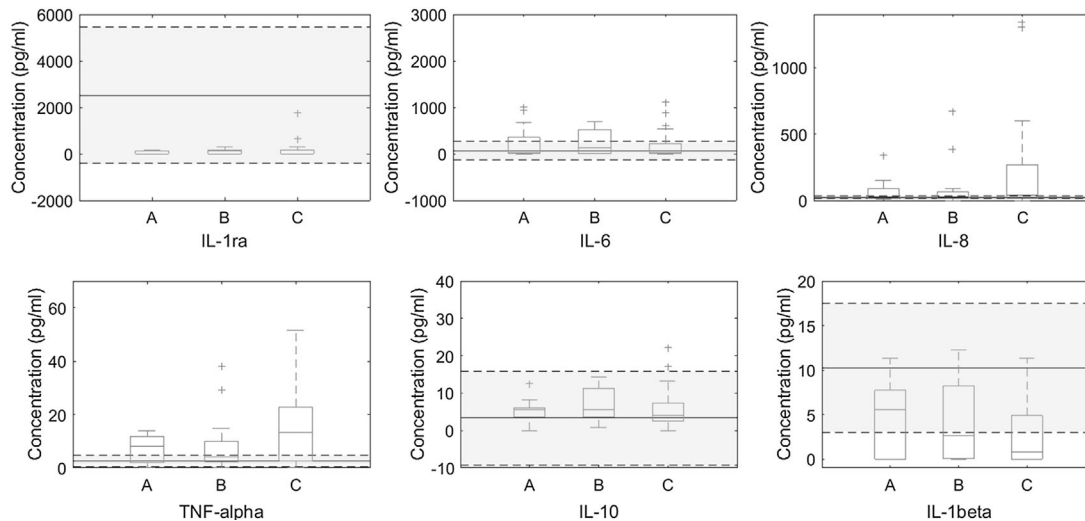 Concentration (pg/ml)
6000
4000
2000
0
-2000
A B C
IL-1ra
Concentration (pg/ml)
3000
2000
1000
0
-1000
A B C
IL-6
Concentration (pg/ml)
1000
500
0
A B C
IL-8
Concentration (pg/ml)
60
40
20
0
A B C
TNF-alpha
Concentration (pg/ml)
40
30
20
10
0
-10
A B C
IL-10
Concentration (pg/ml)
20
15
10
5
0
A B C
IL-1beta